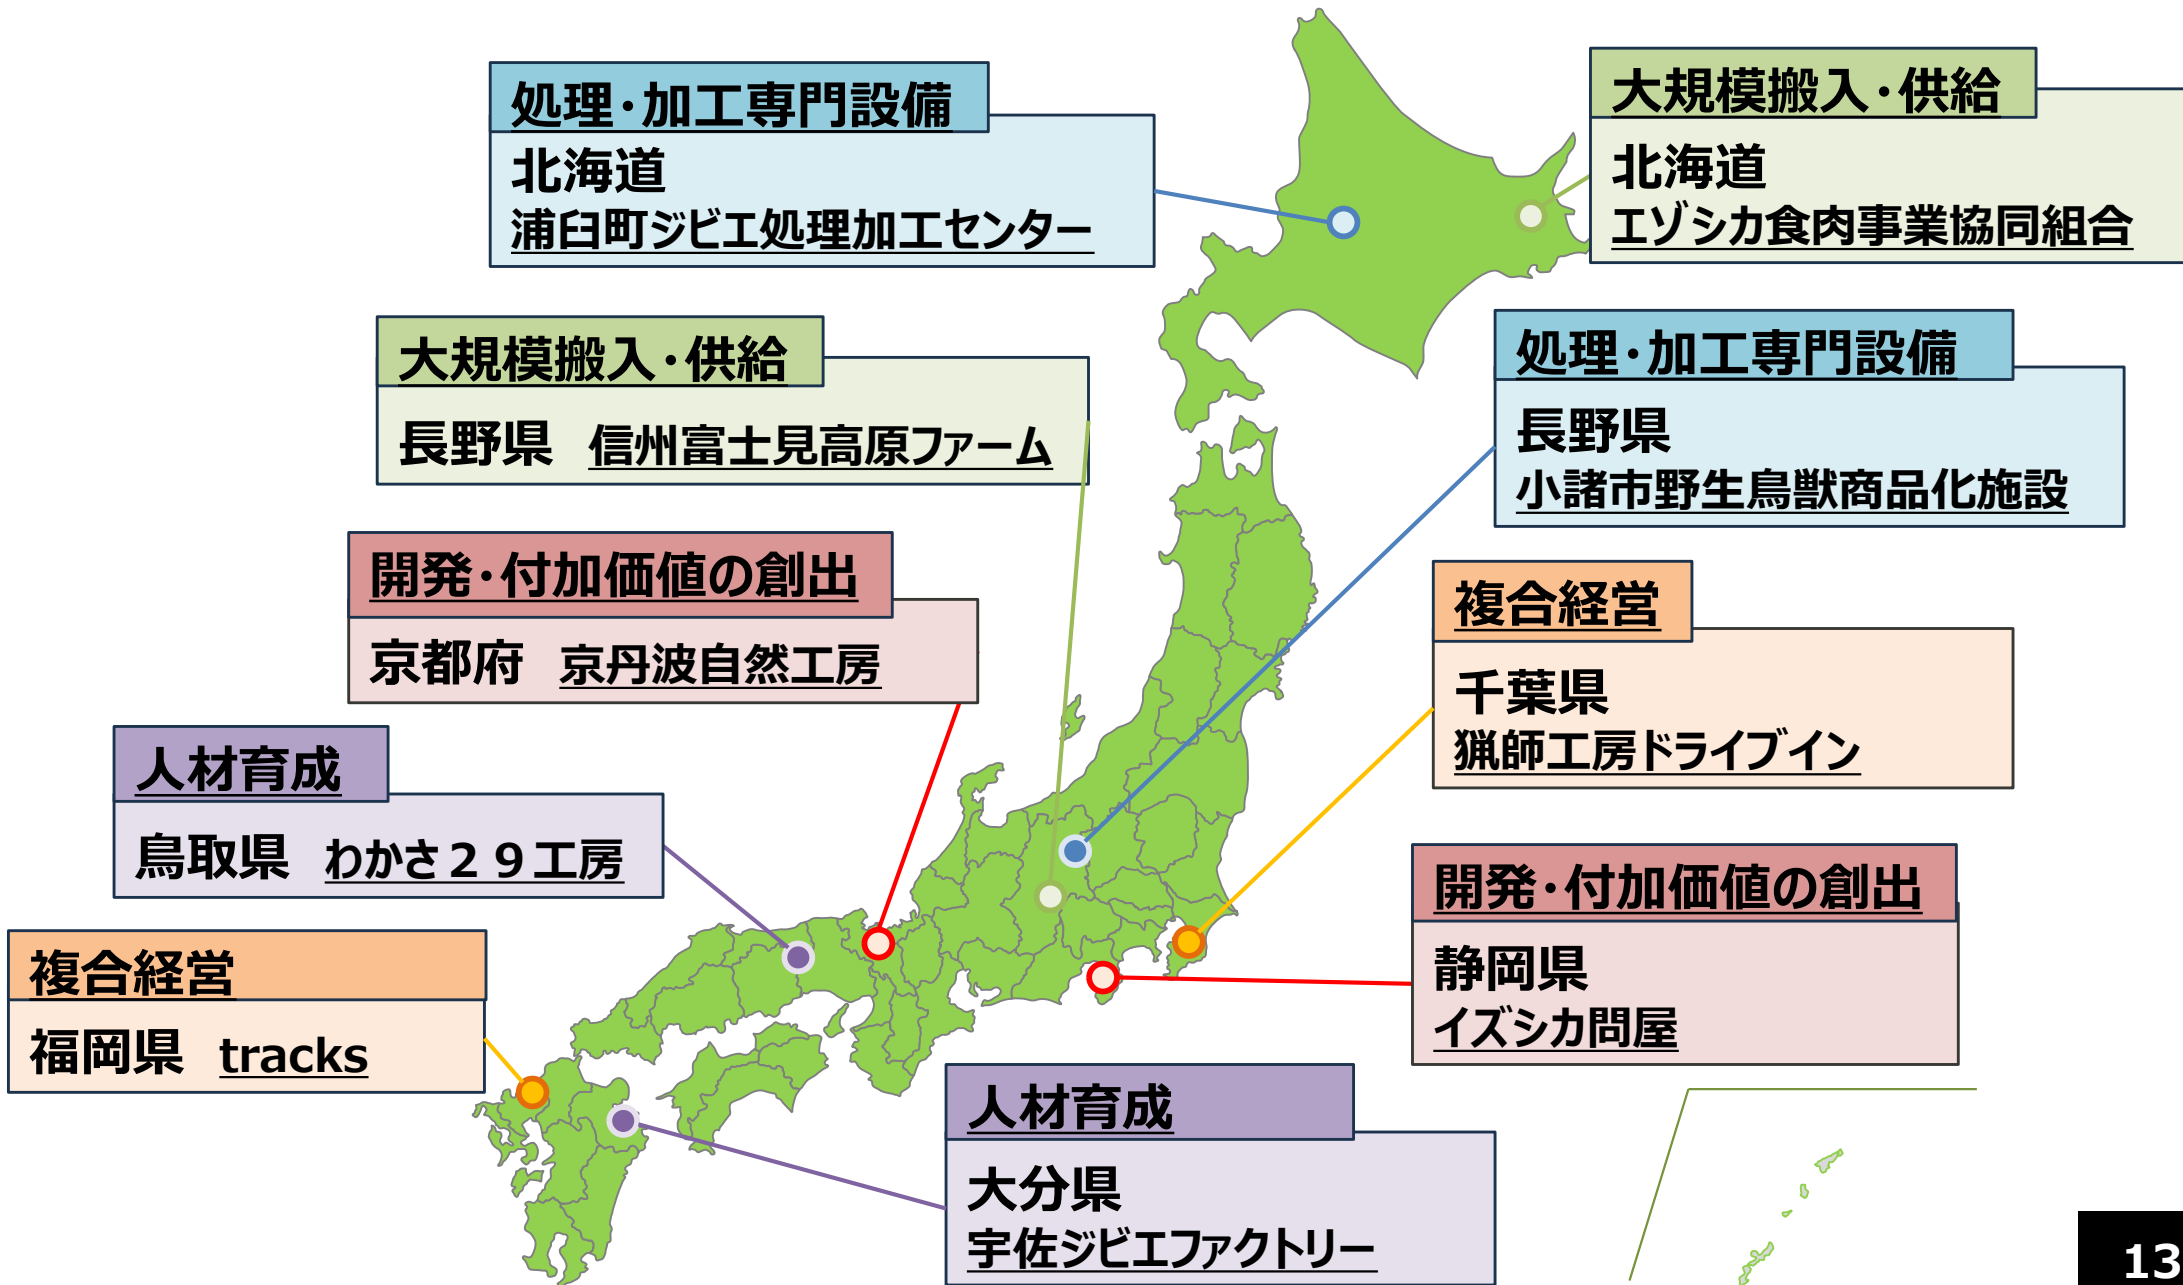 処理・加工専門設備
北海道
浦臼町ジビエ処理加工センター
大規模搬入・供給
北海道
エゾシカ食肉事業協同組合
大規模搬入・供給
長野県 信州富士見高原ファーム
処理・加工専門設備
長野県
小諸市野生鳥獣商品化施設
開発・付加価値の創出
京都府 京丹波自然工房
複合経営
千葉県
猟師工房ドライブイン
人材育成
鳥取県 わかさ２９工房
開発・付加価値の創出
静岡県
イズシカ問屋
複合経営
福岡県 tracks
人材育成
大分県
宇佐ジビエファクトリー
13